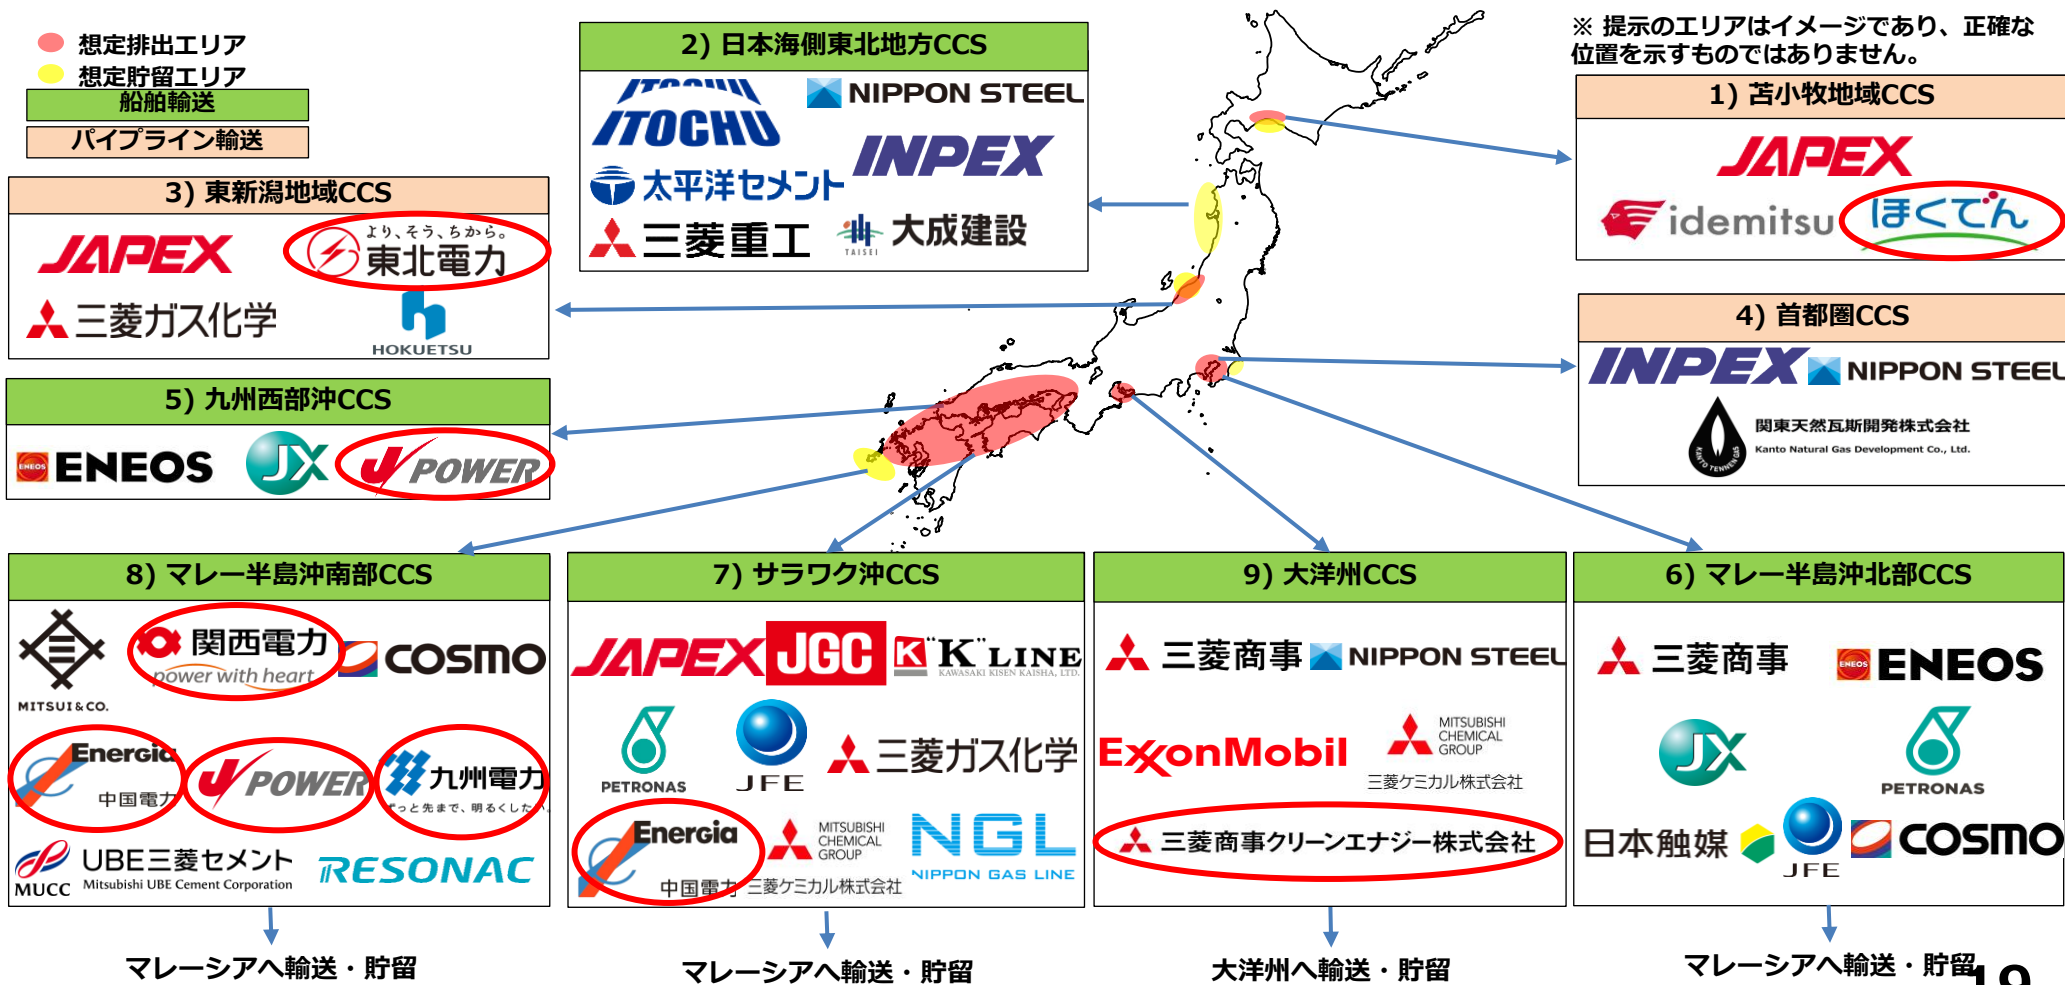 想定排出エリア
想定貯留エリア
船舶輸送
パイプライン輸送
※ 提示のエリアはイメージであり、正確な
位置を示すものではありません。
1) 苫小牧地域CCS
JAPEX
idemitsu
ほくでん
2) 日本海側東北地方CCS
ITOCHU
ITOCHU
NIPPON STEEL
INPEX
太平洋セメント
三菱重工
TAISEI
大成建設
3) 東新潟地域CCS
JAPEX
より、そう、ちから。
東北電力
三菱ガス化学
HOKUETSU
4) 首都圏CCS
INPEX
NIPPON STEEL
KANTO TENNEN GAS
関東天然瓦斯開発株式会社
Kanto Natural Gas Development Co., Ltd.
5) 九州西部沖CCS
ENEOS
ENEOS
JX
J POWER
8) マレー半島沖南部CCS
MITSUI & CO.
関西電力
power with heart
COSMO
Energia
中国電力
J POWER
九州電力
ずっと先まで、明るくしたい。
MUCC
UBE三菱セメント
Mitsubishi UBE Cement Corporation
RESONAC
マレーシアへ輸送・貯留
7) サラワク沖CCS
JAPEX
JGC
K
"K" LINE
KAWASAKI KISEN KAISHA, LTD.
PETRONAS
JFE
三菱ガス化学
Energia
中国電力
MITSUBISHI
CHEMICAL
GROUP
三菱ケミカル株式会社
NGL
NIPPON GAS LINE
マレーシアへ輸送・貯留
9) 大洋州CCS
三菱商事
NIPPON STEEL
ExxonMobil
MITSUBISHI
CHEMICAL
GROUP
三菱ケミカル株式会社
三菱商事クリーンエナジー株式会社
大洋州へ輸送・貯留
6) マレー半島沖北部CCS
三菱商事
ENEOS
ENEOS
JX
PETRONAS
日本触媒
JFE
COSMO
マレーシアへ輸送・貯留
19